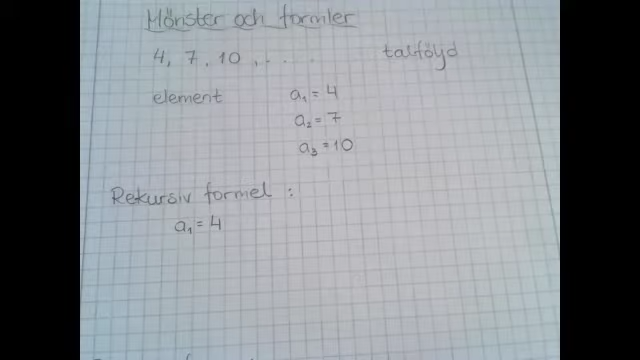 Mönster och formler
4, 7, 10, . . . . talföljd
element a₁ = 4
a₂ = 7
a₃ = 10
Rekursiv formel :
a₁ = 4